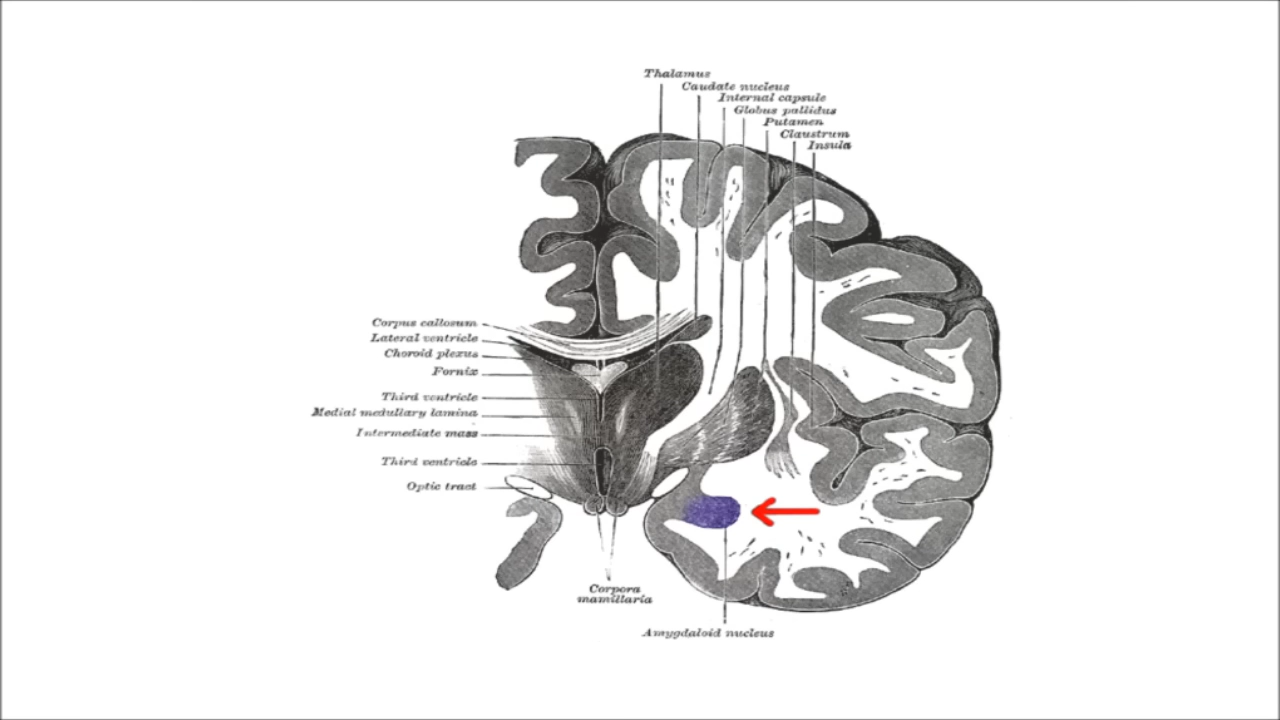 Thalamus
Caudate nucleus
Internal capsule
Globus pallidus
Putamen
Claustrum
Insula
Corpus callosum
Lateral ventricle
Choroid plexus
Fornix
Third ventricle
Medial medullary lamina
Intermediate mass
Third ventricle
Optic tract
Corpora
mamillaria
Amygdaloid nucleus